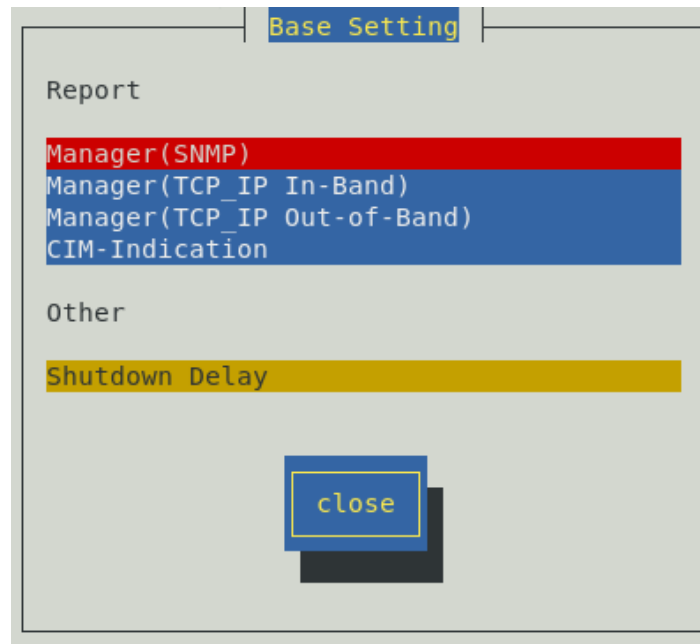 Base Setting
Report
Manager(SNMP)
Manager(TCP_IP In-Band)
Manager(TCP_IP Out-of-Band)
CIM-Indication
Other
Shutdown Delay
close